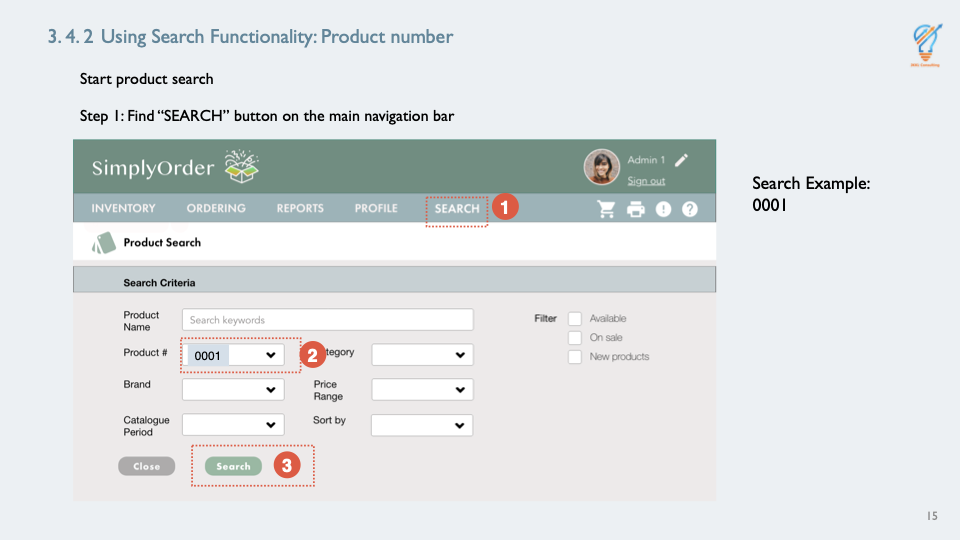 3. 4. 2 Using Search Functionality: Product number
Start product search
Step 1: Find “SEARCH” button on the main navigation bar
SimplyOrder
Admin 1
Sign out
INVENTORY ORDERING REPORTS PROFILE SEARCH 1
Product Search
Search Criteria
Product
Name
Search keywords
Filter
Available
On sale
New products
Product # 0001 2 tegory
Brand
Price
Range
Catalogue
Period
Sort by
Close Search 3
Search Example:
0001
15